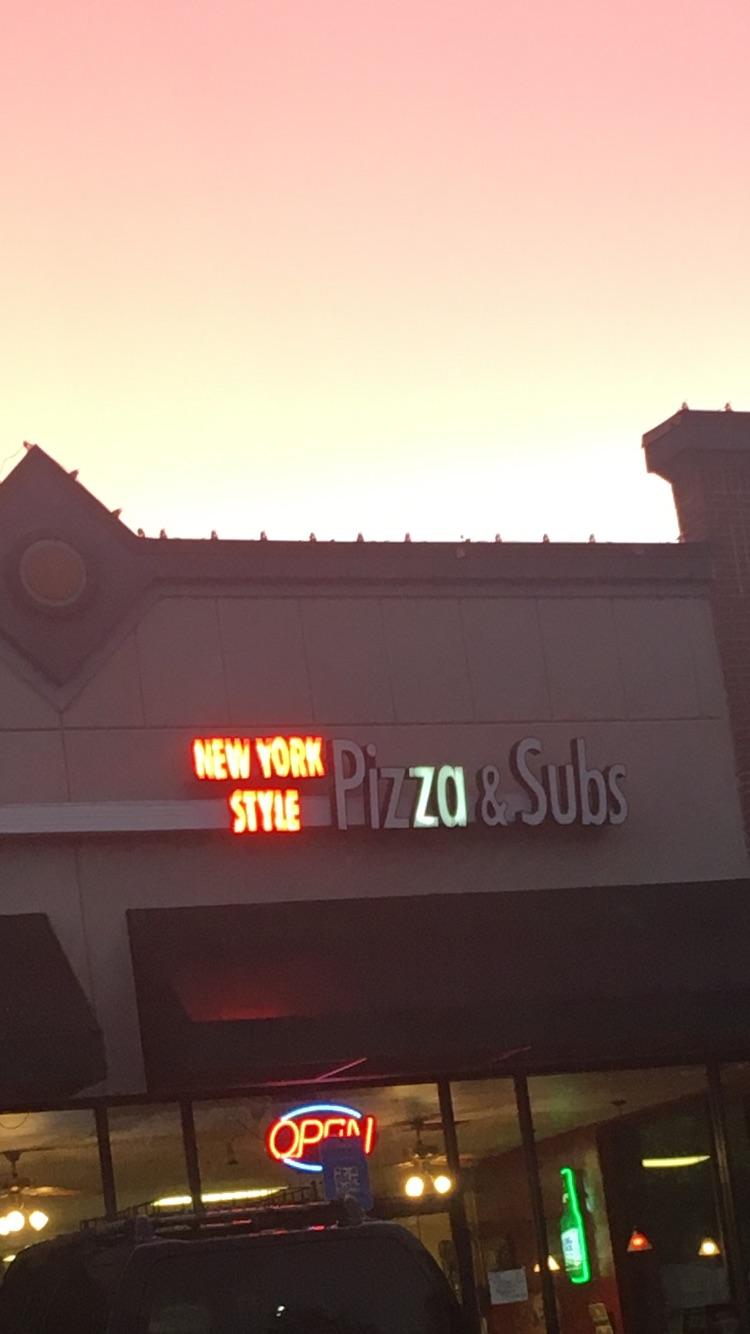 NEW YORK
STYLE
Pizza & Subs
OPEN